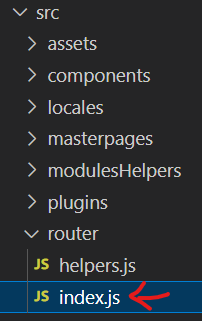 src
assets
components
locales
masterpages
modulesHelpers
plugins
router
JS helpers.js
JS index.js